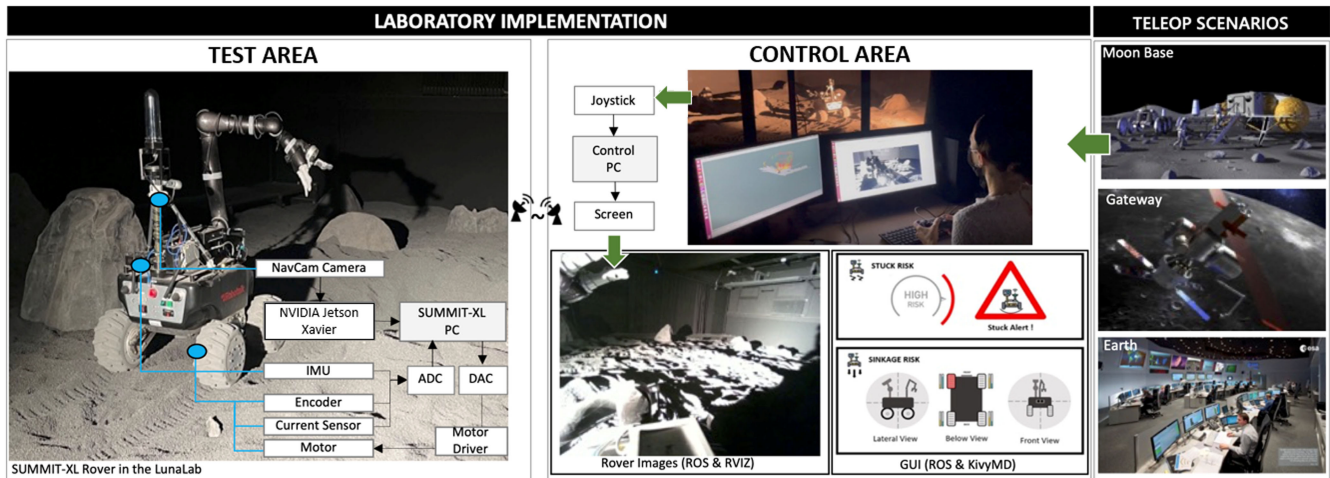 LABORATORY IMPLEMENTATION
TELEOP SCENARIOS
TEST AREA
NavCam Camera
NVIDIA Jetson
Xavier
SUMMIT-XL
PC
IMU
ADC
DAC
Encoder
Current Sensor
Motor
Motor
Driver
SUMMIT-XL Rover in the LunaLab
CONTROL AREA
Joystick
Control
PC
Screen
Rover Images (ROS & RVIZ)
STUCK RISK
HIGH
RISK
Stuck Alert !
SINKAGE RISK
Lateral View
Below View
Front View
GUI (ROS & KivyMD)
Moon Base
Gateway
Earth
esa